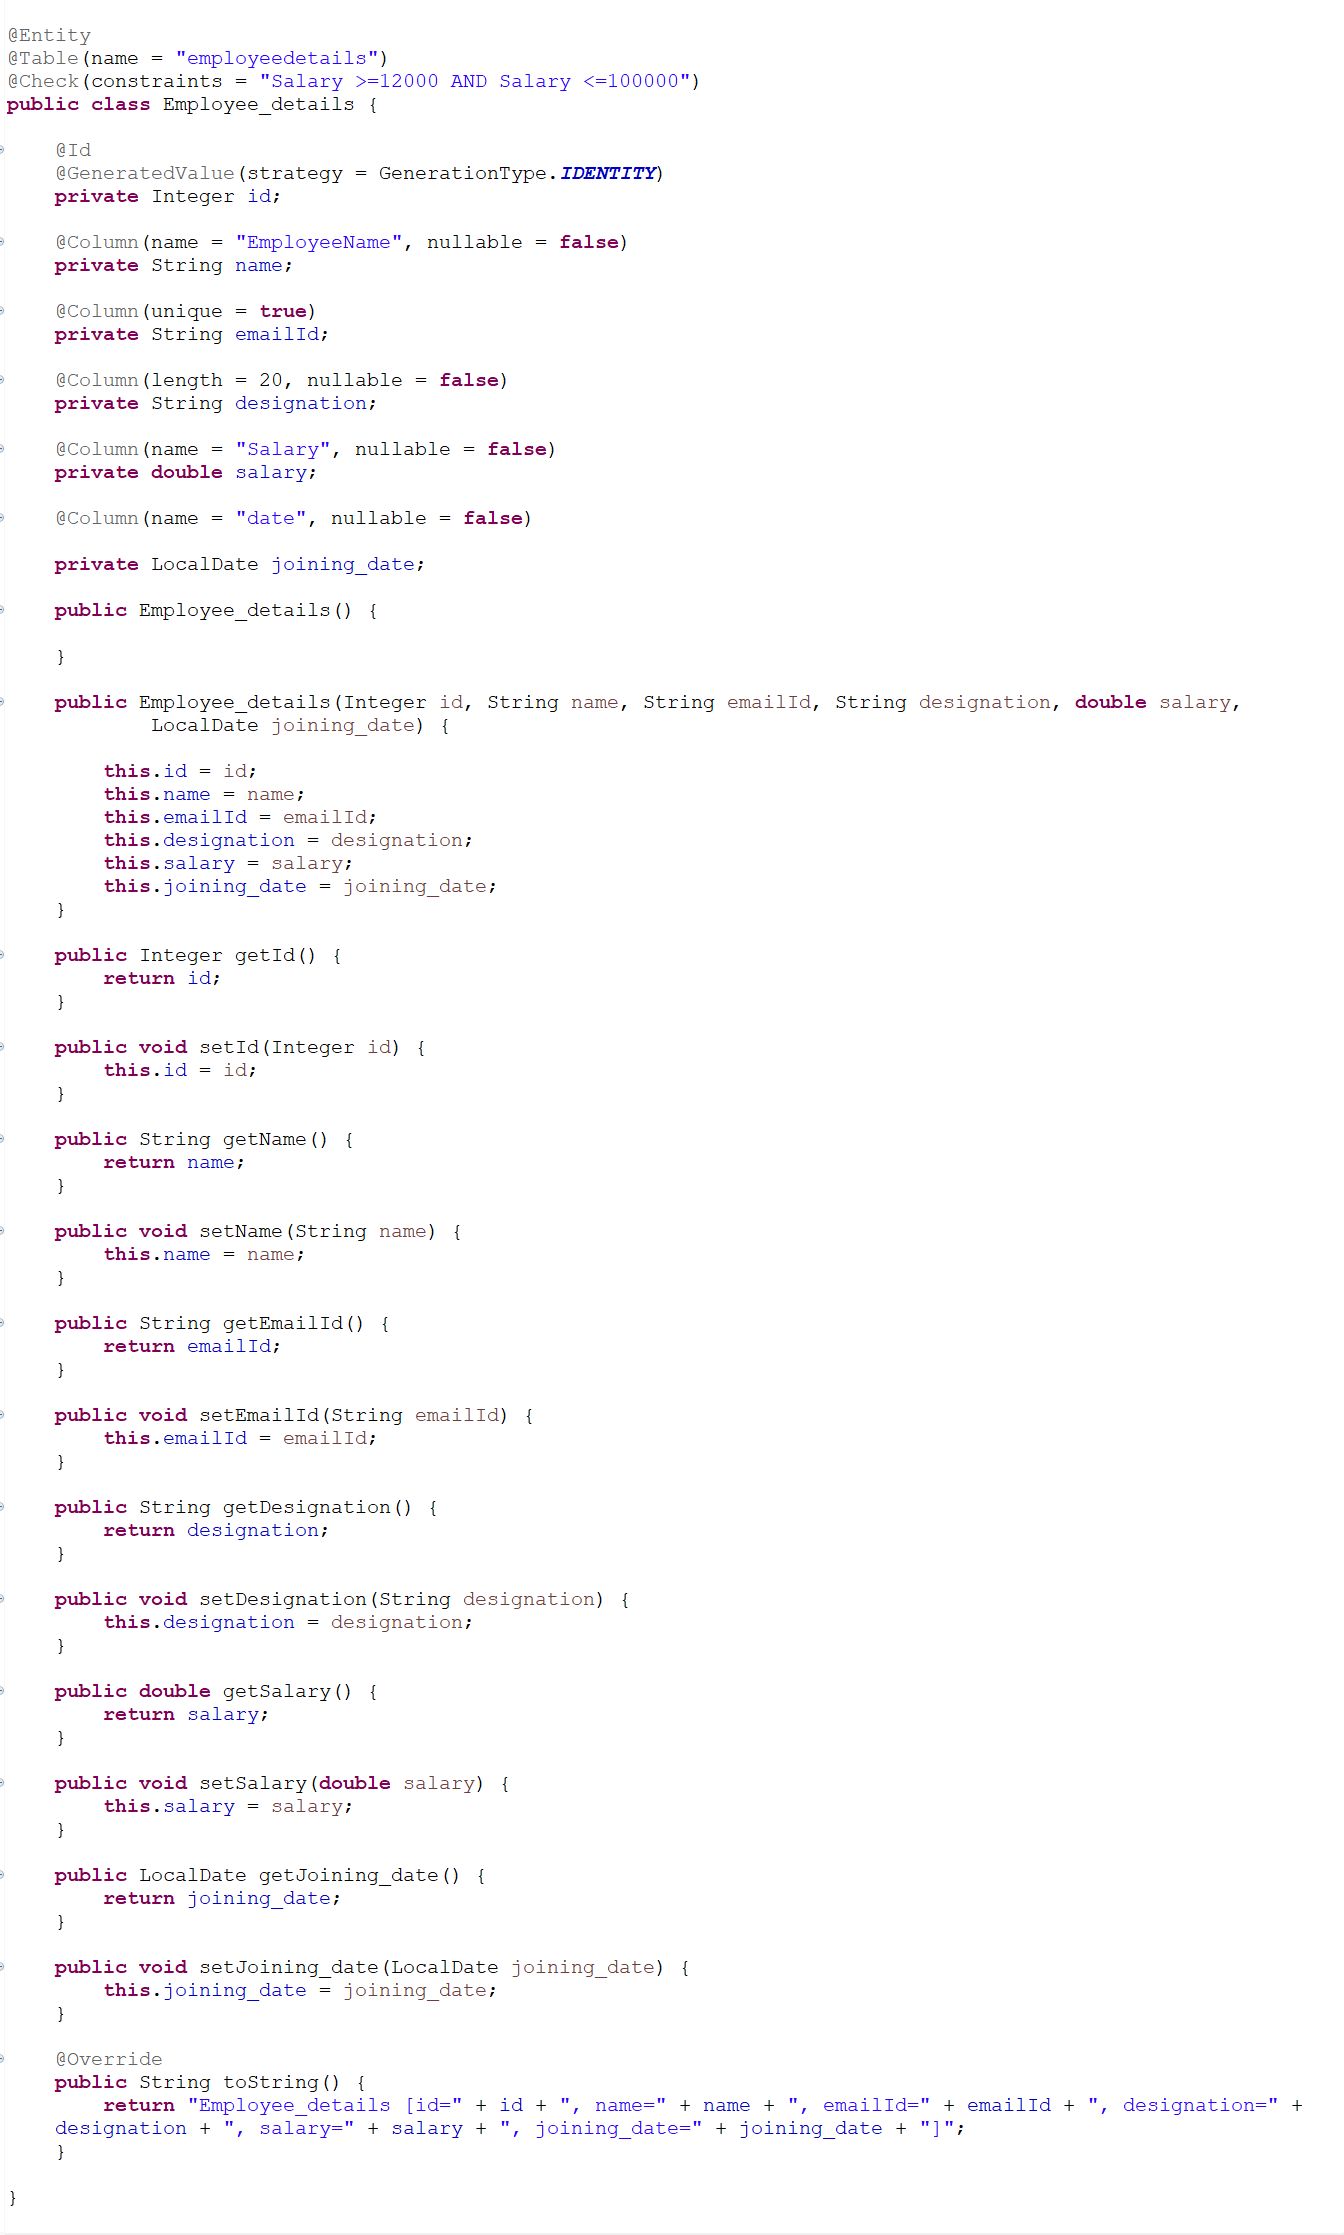 @Entity
@Table(name = "employeedetails")
@Check(constraints = "Salary >=12000 AND Salary <=100000")
public class Employee_details {
@Id
@GeneratedValue(strategy = GenerationType.IDENTITY)
private Integer id;
@Column(name = "EmployeeName", nullable = false)
private String name;
@Column(unique = true)
private String emailId;
@Column(length = 20, nullable = false)
private String designation;
@Column(name = "Salary", nullable = false)
private double salary;
@Column(name = "date", nullable = false)
private LocalDate joining_date;
public Employee_details() {
}
public Employee_details(Integer id, String name, String emailId, String designation, double salary,
LocalDate joining_date) {
this.id = id;
this.name = name;
this.emailId = emailId;
this.designation = designation;
this.salary = salary;
this.joining_date = joining_date;
}
public Integer getId() {
return id;
}
public void setId(Integer id) {
this.id = id;
}
public String getName() {
return name;
}
public void setName(String name) {
this.name = name;
}
public String getEmailId() {
return emailId;
}
public void setEmailId(String emailId) {
this.emailId = emailId;
}
public String getDesignation() {
return designation;
}
public void setDesignation(String designation) {
this.designation = designation;
}
public double getSalary() {
return salary;
}
public void setSalary(double salary) {
this.salary = salary;
}
public LocalDate getJoining_date() {
return joining_date;
}
public void setJoining_date(LocalDate joining_date) {
this.joining_date = joining_date;
}
@Override
public String toString() {
return "Employee_details [id=" + id + ", name=" + name + ", emailId=" + emailId + ", designation=" +
designation + ", salary=" + salary + ", joining_date=" + joining_date + "]";
}
}